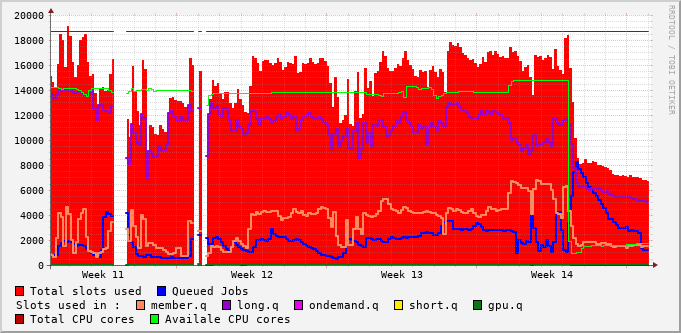 20000
18000
16000
14000
12000
10000
8000
6000
4000
2000
0
Week 11 Week 12 Week 13 Week 14
RRDTOOL / TOBI OETIKER
Total slots used Queued Jobs
Slots used in : member.q long.q ondemand.q short.q gpu.q
Total CPU cores Availale CPU cores